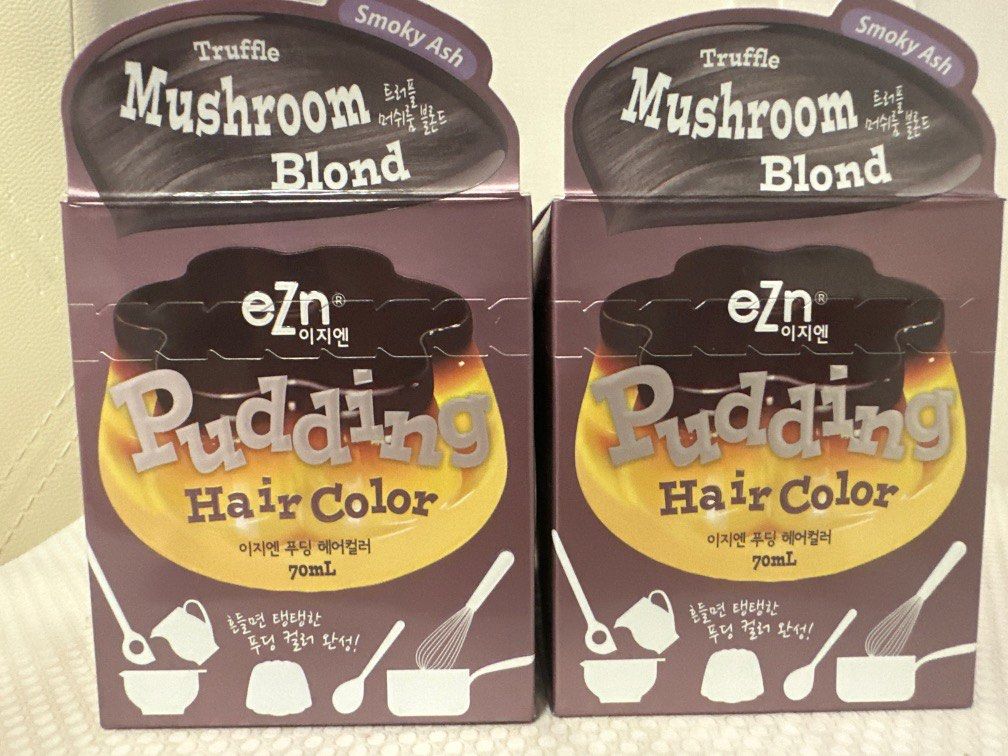 Smoky Ash
Truffle
Mushroom
트러플
머쉬룸 블론드
Blond
eZn®
이지엔
Pudding
Hair Color
이지엔 푸딩 헤어컬러
70mL
흔들면 탱탱한
푸딩 컬러 완성!
Smoky Ash
Truffle
Mushroom
트러플
머쉬룸 블론드
Blond
eZn®
이지엔
Pudding
Hair Color
이지엔 푸딩 헤어컬러
70mL
흔들면 탱탱한
푸딩 컬러 완성!